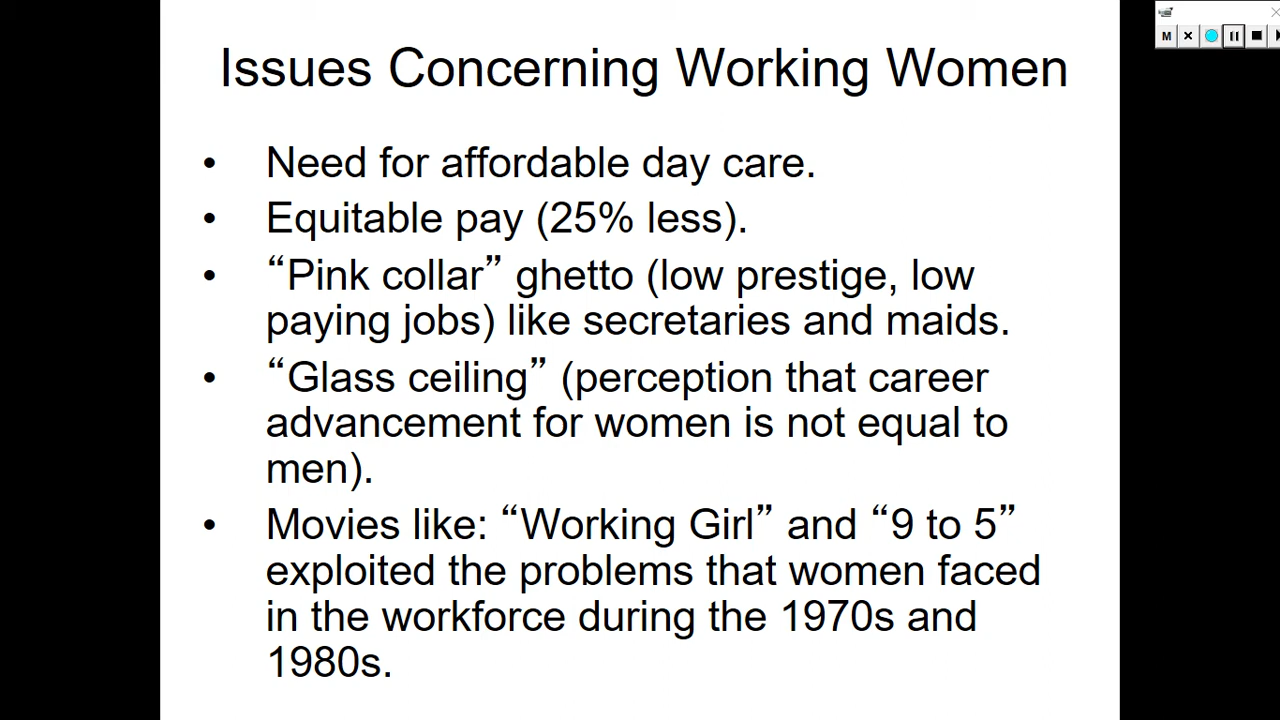 Issues Concerning Working Women
M
• Need for affordable day care.
• Equitable pay (25% less).
• “Pink collar” ghetto (low prestige, low
paying jobs) like secretaries and maids.
• “Glass ceiling” (perception that career
advancement for women is not equal to
men).
• Movies like: “Working Girl” and “9 to 5”
exploited the problems that women faced
in the workforce during the 1970s and
1980s.